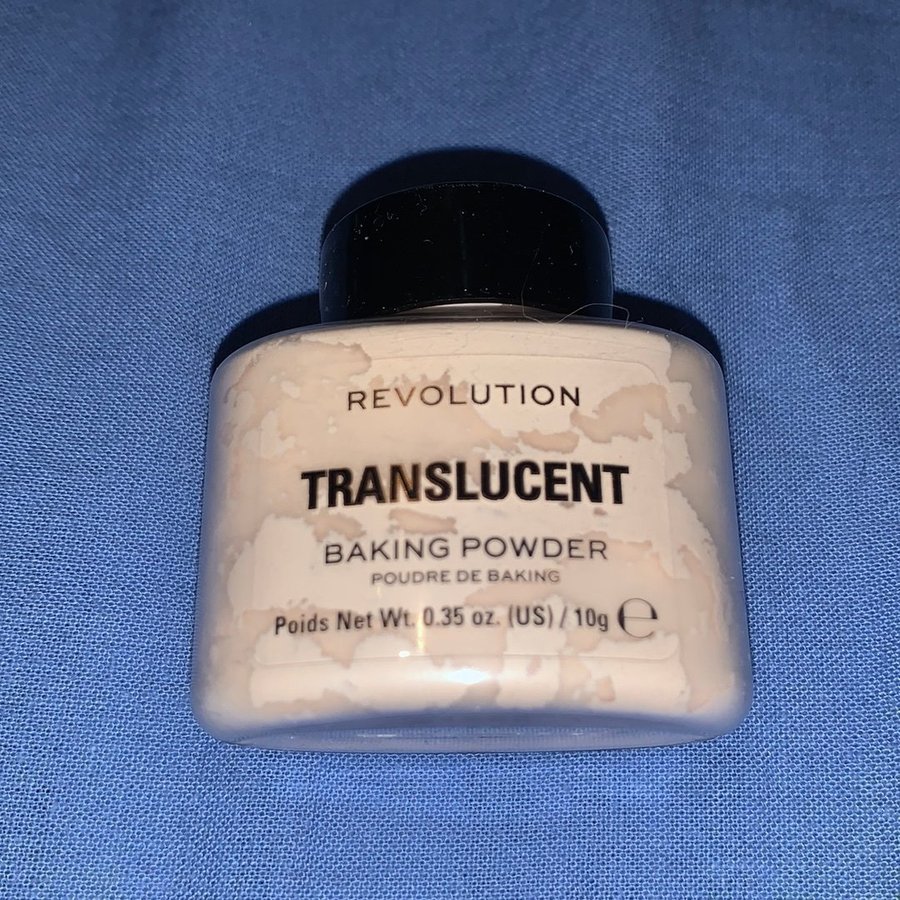 REVOLUTION
TRANSLUCENT
BAKING POWDER
POUDRE DE BAKING
Poids Net Wt. 0.35 oz. (US) / 10g ℮